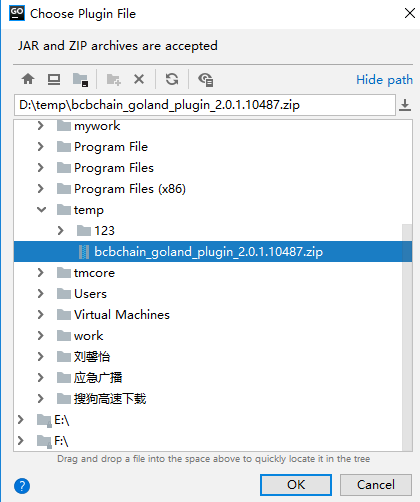 GO Choose Plugin File
JAR and ZIP archives are accepted
Hide path
D:\temp\bcbchain_goland_plugin_2.0.1.10487.zip
mywork
Program File
Program Files
Program Files (x86)
temp
123
bcbchain_goland_plugin_2.0.1.10487.zip
tmcore
Users
Virtual Machines
work
刘馨怡
应急广播
搜狗高速下载
E:\
F:\
Drag and drop a file into the space above to quickly locate it in the tree
? OK Cancel